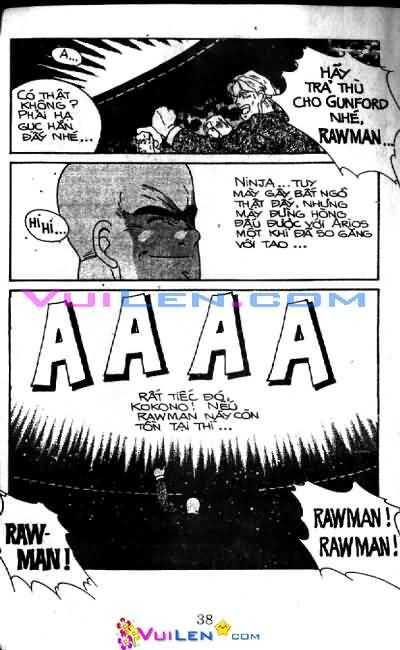 A...
CÓ THẬT
KHÔNG?
PHẢI HẠ
GỤC HẮN
ĐẤY NHÉ...
HÃY
TRẢ THÙ
CHO GUNFORD
NHÉ,
RAWMAN...
HI HI
HI...
NINJA... TUY
MÀY GÂY BẤT NGỜ
THẬT ĐẤY, NHƯNG
MÀY ĐỪNG HÒNG
ĐẤU ĐƯỢC VỚI ARIOS
MỘT KHI ĐÃ SO GĂNG
VỚI TAO...
VUILEN.COM
A A A A
RẤT TIẾC ĐÓ,
KOKONO! NẾU
RAWMAN NÀY CÒN
TỒN TẠI THÌ...
RAW-
MAN!
RAWMAN!
RAWMAN!
38
VUILEN.COM